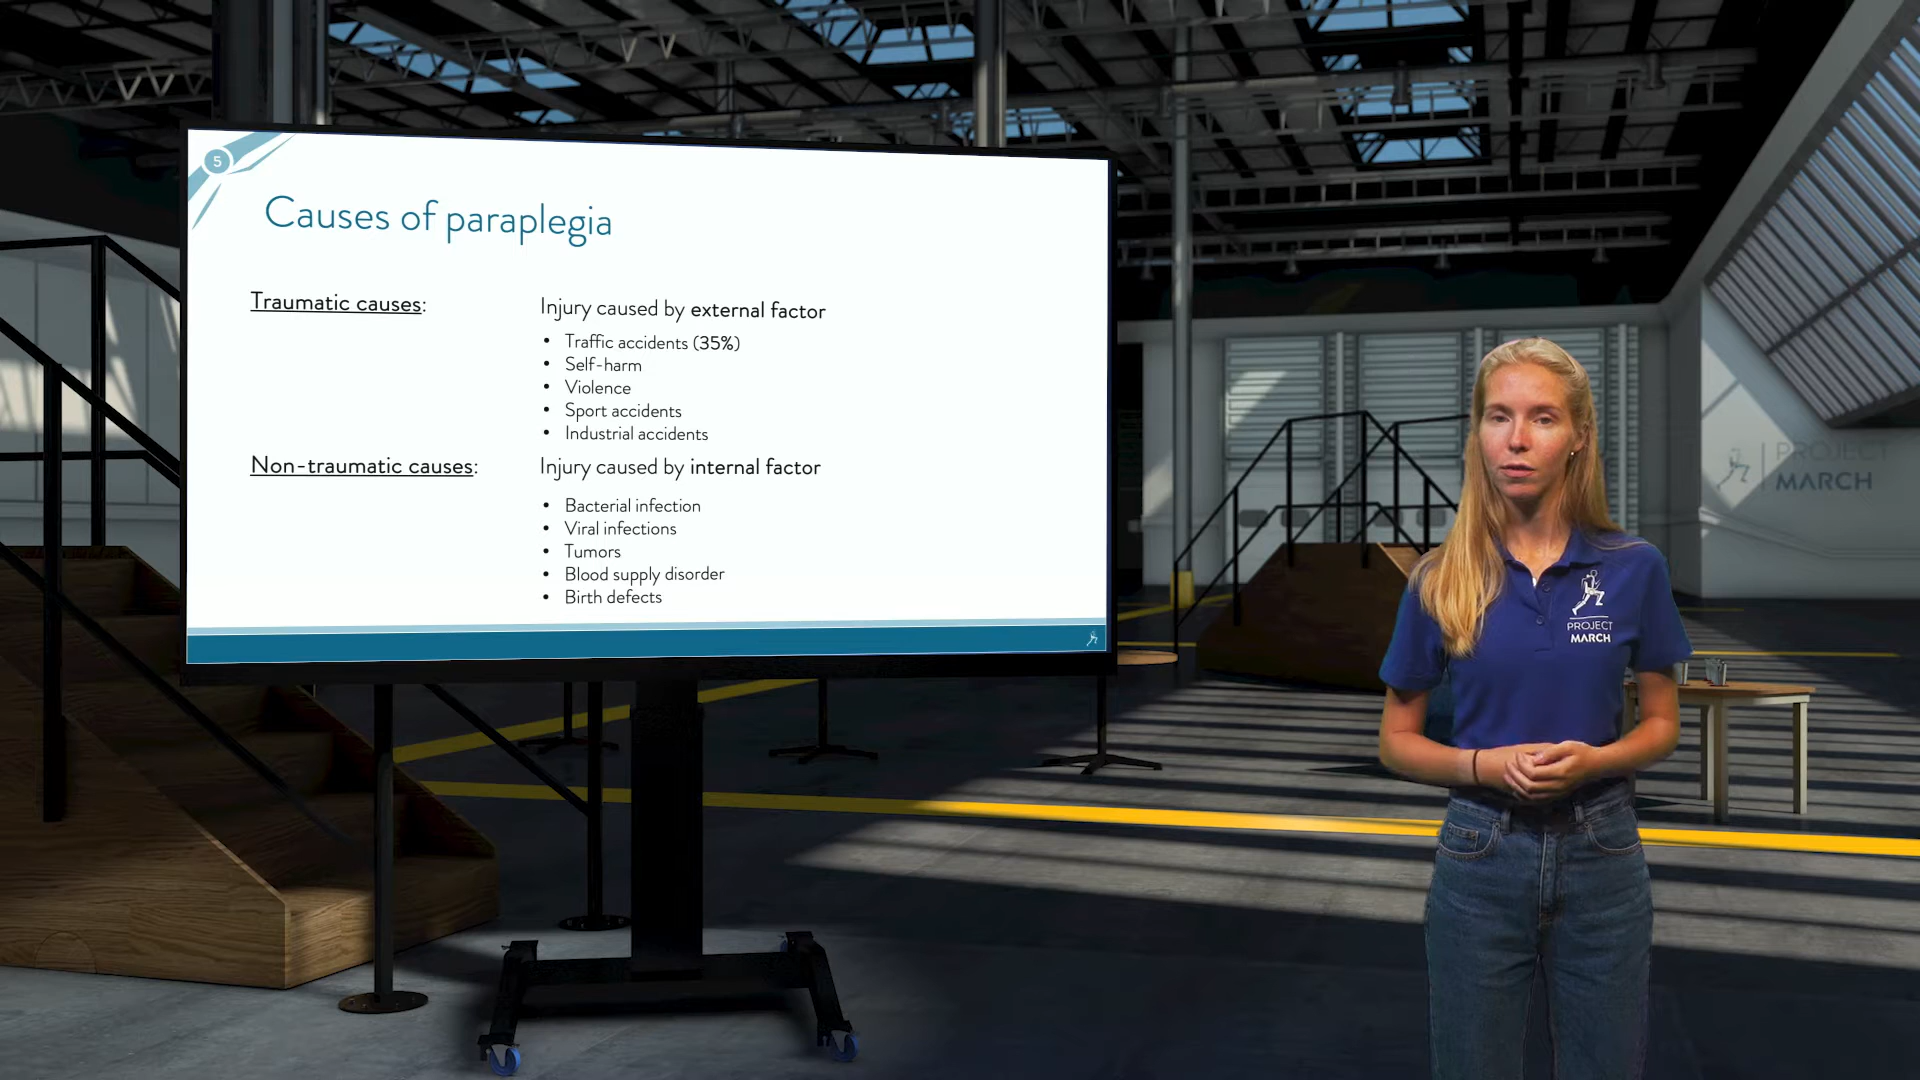 5
Causes of paraplegia
Traumatic causes:
Injury caused by external factor
• Traffic accidents (35%)
• Self-harm
• Violence
• Sport accidents
• Industrial accidents
Non-traumatic causes:
Injury caused by internal factor
• Bacterial infection
• Viral infections
• Tumors
• Blood supply disorder
• Birth defects
PROJECT
MARCH
PROJECT
MARCH